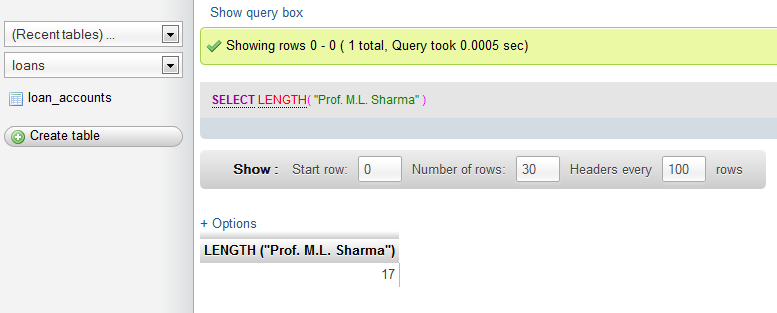 Show query box
(Recent tables) ...
Showing rows 0 - 0 ( 1 total, Query took 0.0005 sec)
loans
loan_accounts
SELECT LENGTH( "Prof. M.L. Sharma" )
Create table
Show : Start row: 0 Number of rows: 30 Headers every 100 rows
+ Options
LENGTH ("Prof. M.L. Sharma")
17